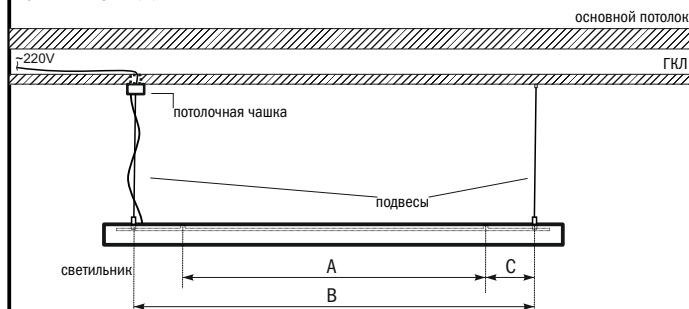 основной потолок
~220V
ГКЛ
потолочная чашка
подвесы
светильник
A
C
B